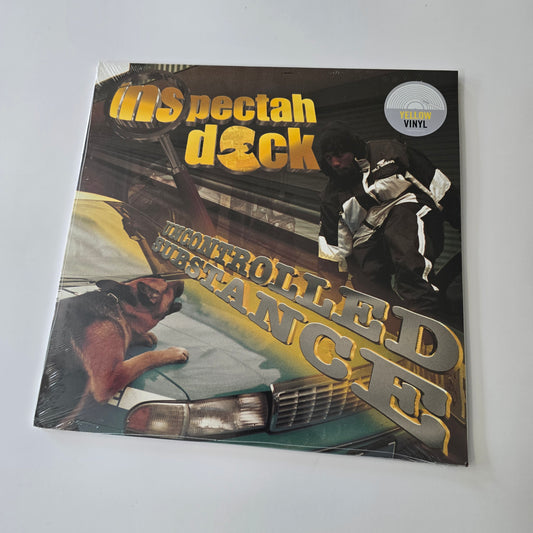 Inspectah
deck
YELLOW
VINYL
UNCONTROLLED
SUBSTANCE